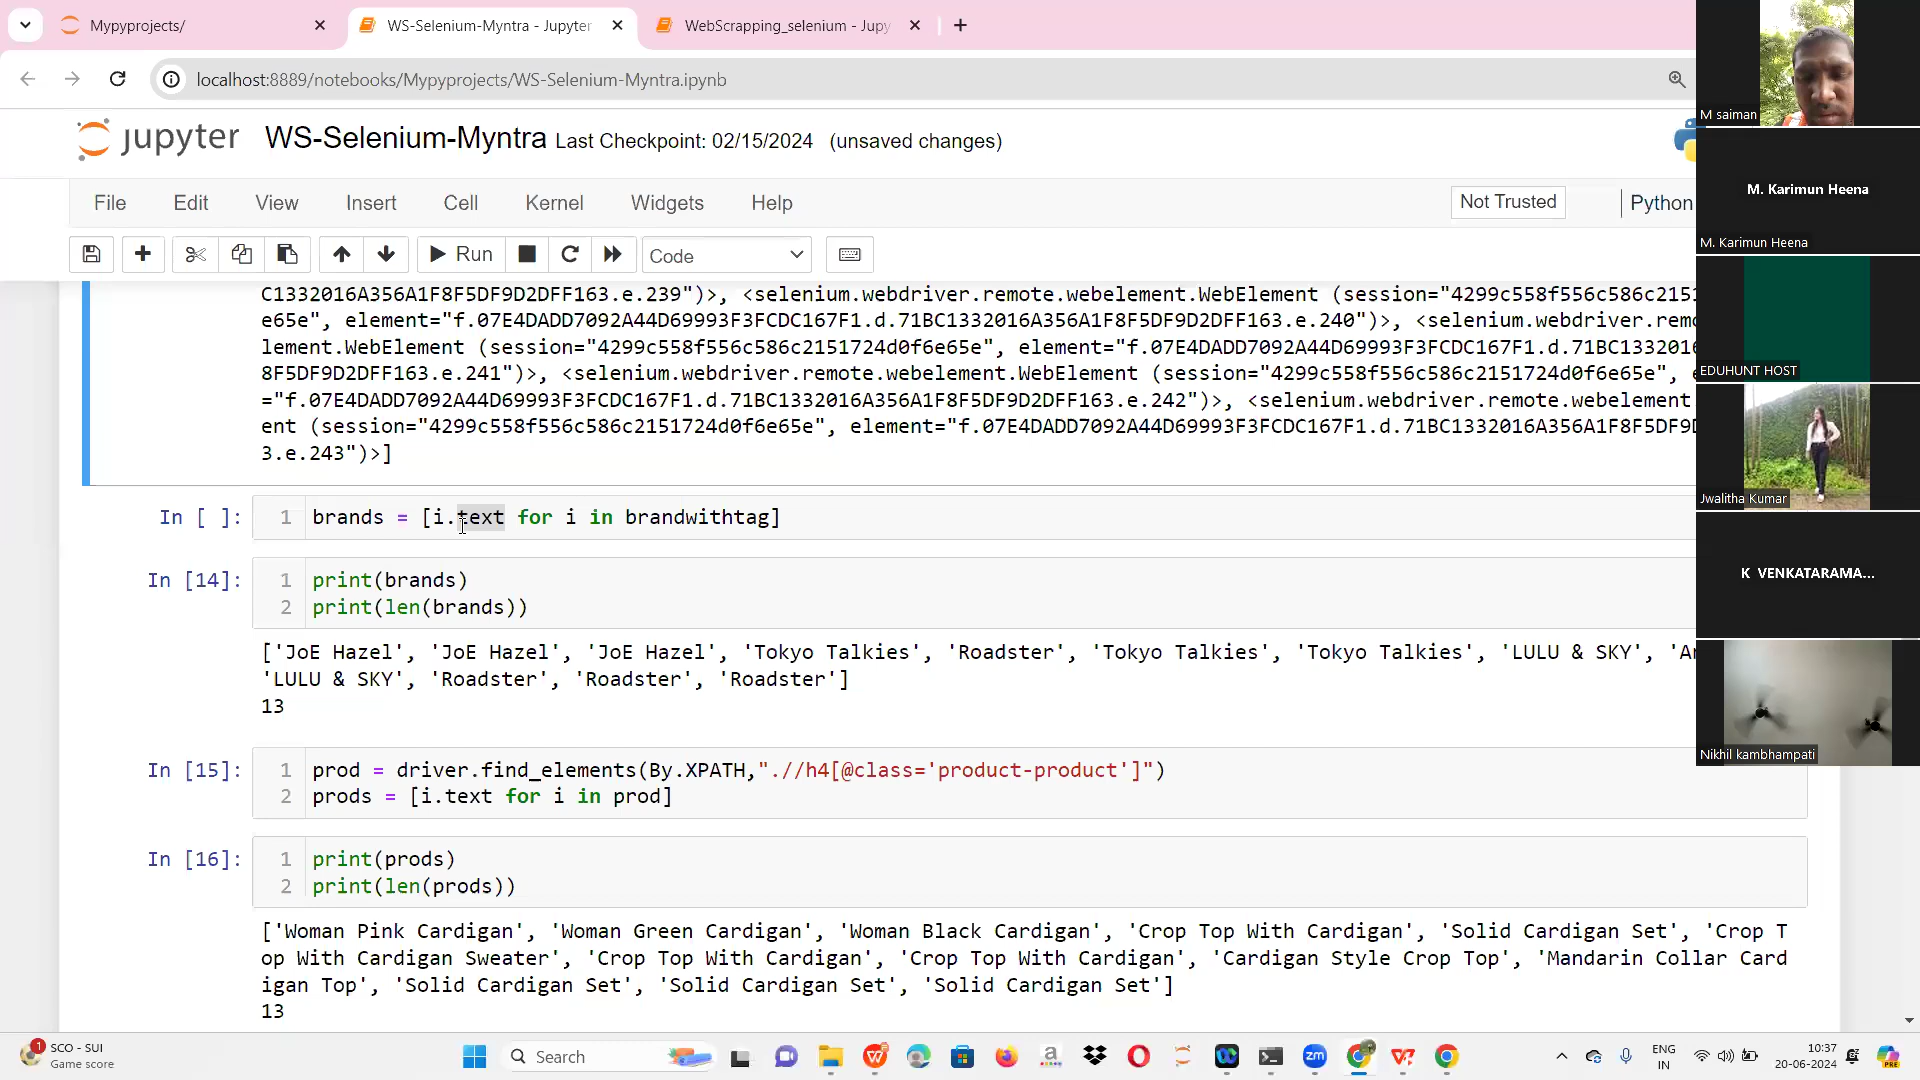 Mypyprojects/
WS-Selenium-Myntra - Jupyter
WebScrapping_selenium - Jupy
localhost:8889/notebooks/Mypyprojects/WS-Selenium-Myntra.ipynb
jupyter WS-Selenium-Myntra Last Checkpoint: 02/15/2024 (unsaved changes)
File Edit View Insert Cell Kernel Widgets Help Not Trusted Python
Run Code
C1332016A356A1F8F5DF9D2DFF163.e.239")>, <selenium.webdriver.remote.webelement.WebElement (session="4299c558f556c586c2151
e65e", element="f.07E4DADD7092A44D69993F3FCDC167F1.d.71BC1332016A356A1F8F5DF9D2DFF163.e.240")>, <selenium.webdriver.remo
lement.WebElement (session="4299c558f556c586c2151724d0f6e65e", element="f.07E4DADD7092A44D69993F3FCDC167F1.d.71BC1332016
8F5DF9D2DFF163.e.241")>, <selenium.webdriver.remote.webelement.WebElement (session="4299c558f556c586c2151724d0f6e65e", e
="f.07E4DADD7092A44D69993F3FCDC167F1.d.71BC1332016A356A1F8F5DF9D2DFF163.e.242")>, <selenium.webdriver.remote.webelement
ent (session="4299c558f556c586c2151724d0f6e65e", element="f.07E4DADD7092A44D69993F3FCDC167F1.d.71BC1332016A356A1F8F5DF9D
3.e.243")>]
In [ ]: 1 brands = [i.text for i in brandwithtag]
In [14]: 1 print(brands)
2 print(len(brands))
['JoE Hazel', 'JoE Hazel', 'JoE Hazel', 'Tokyo Talkies', 'Roadster', 'Tokyo Talkies', 'Tokyo Talkies', 'LULU & SKY', 'A
'LULU & SKY', 'Roadster', 'Roadster', 'Roadster']
13
In [15]: 1 prod = driver.find_elements(By.XPATH,".//h4[@class='product-product']")
2 prods = [i.text for i in prod]
In [16]: 1 print(prods)
2 print(len(prods))
['Woman Pink Cardigan', 'Woman Green Cardigan', 'Woman Black Cardigan', 'Crop Top With Cardigan', 'Solid Cardigan Set', 'Crop T
op With Cardigan Sweater', 'Crop Top With Cardigan', 'Crop Top With Cardigan', 'Cardigan Style Crop Top', 'Mandarin Collar Card
igan Top', 'Solid Cardigan Set', 'Solid Cardigan Set', 'Solid Cardigan Set']
13
M saiman
M. Karimun Heena
M. Karimun Heena
EDUHUNT HOST
Jwalitha Kumar
K VENKATARAMA...
Nikhil kambhampati
1
SCO - SUI
Game score
Search
ENG
IN
10:37
20-06-2024